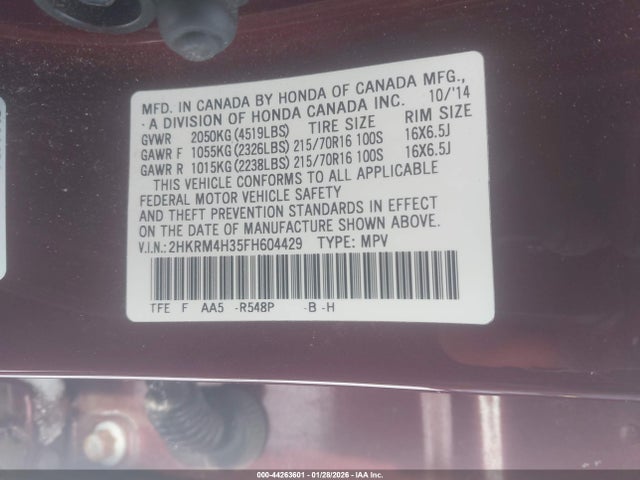 MFD. IN CANADA BY HONDA OF CANADA MFG.,
- A DIVISION OF HONDA CANADA INC. 10/'14
GVWR 2050KG(4519LBS) TIRE SIZE RIM SIZE
GAWR F 1055KG(2326LBS) 215/70R16 100S 16X6.5J
GAWR R 1015KG(2238LBS) 215/70R16 100S 16X6.5J
THIS VEHICLE CONFORMS TO ALL APPLICABLE
FEDERAL MOTOR VEHICLE SAFETY
AND THEFT PREVENTION STANDARDS IN EFFECT
ON THE DATE OF MANUFACTURE SHOWN ABOVE.
V.I.N.: 2HKRM4H35FH604429 TYPE: MPV
TFE F AA5 -R548P -B -H
000-44263601 | 01/28/2026 - IAA Inc.